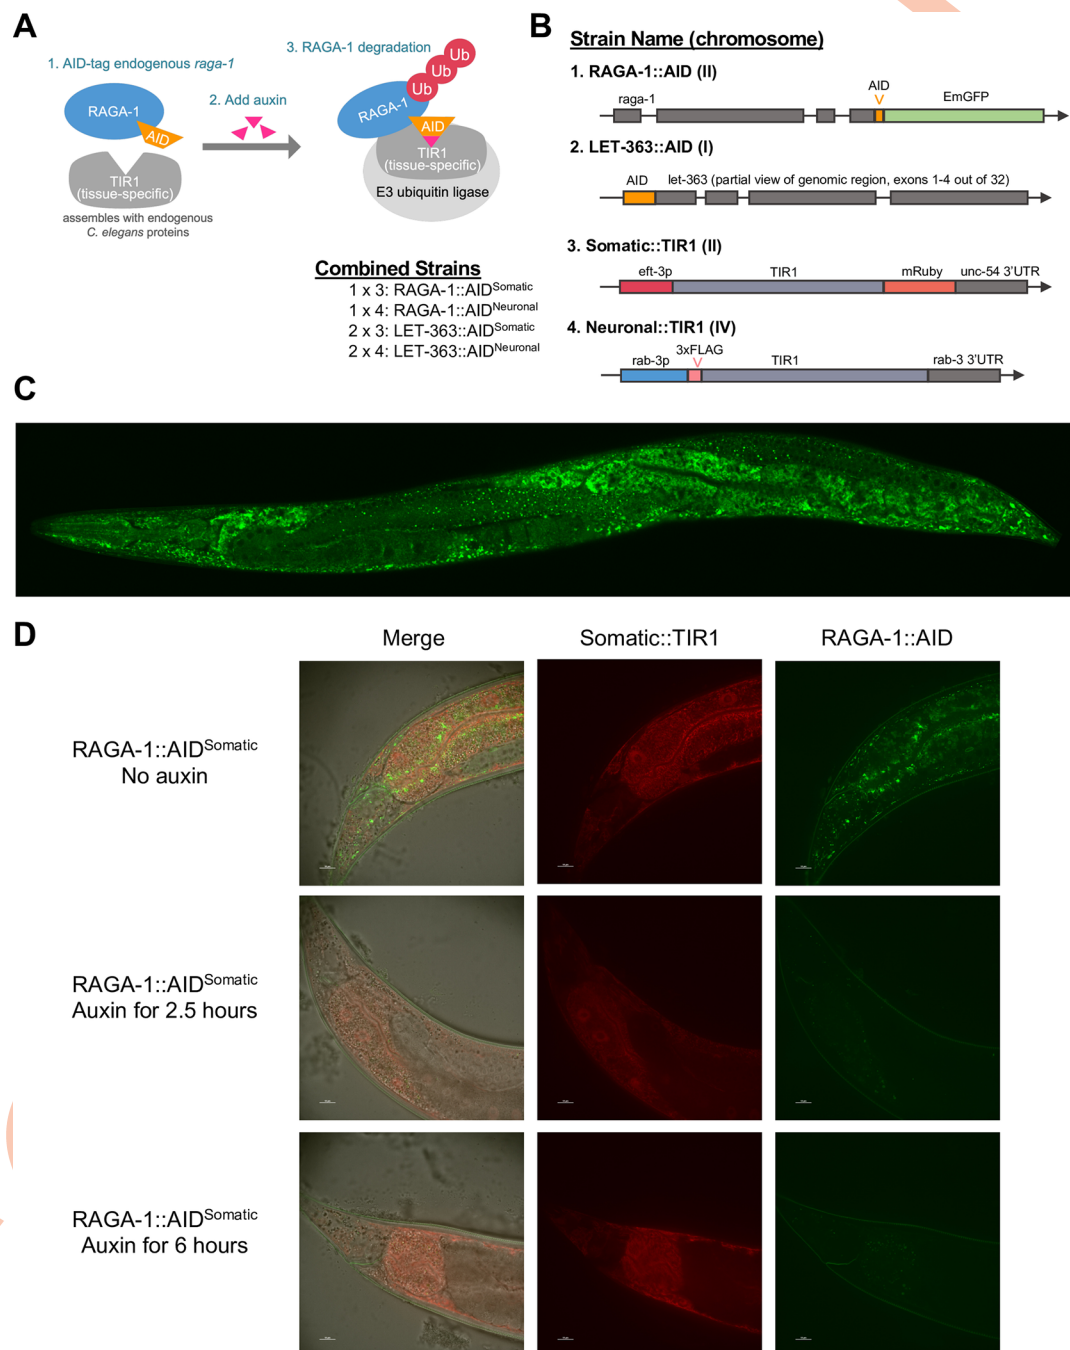 A
1. AID-tag endogenous raga-1
RAGA-1
AID
TIR1
(tissue-specific)
assembles with endogenous
C. elegans proteins
2. Add auxin
3. RAGA-1 degradation
Ub
Ub
Ub
RAGA-1
AID
TIR1
(tissue-specific)
E3 ubiquitin ligase
Combined Strains
1 x 3: RAGA-1::AIDSomatic
1 x 4: RAGA-1::AIDNeuronal
2 x 3: LET-363::AIDSomatic
2 x 4: LET-363::AIDNeuronal
B
Strain Name (chromosome)
1. RAGA-1::AID (II)
raga-1
AID
EmGFP
2. LET-363::AID (I)
AID
let-363 (partial view of genomic region, exons 1-4 out of 32)
3. Somatic::TIR1 (II)
eft-3p
TIR1
mRuby
unc-54 3'UTR
4. Neuronal::TIR1 (IV)
rab-3p
3xFLAG
TIR1
rab-3 3'UTR
C
D
Merge
Somatic::TIR1
RAGA-1::AID
RAGA-1::AIDSomatic
No auxin
RAGA-1::AIDSomatic
Auxin for 2.5 hours
RAGA-1::AIDSomatic
Auxin for 6 hours